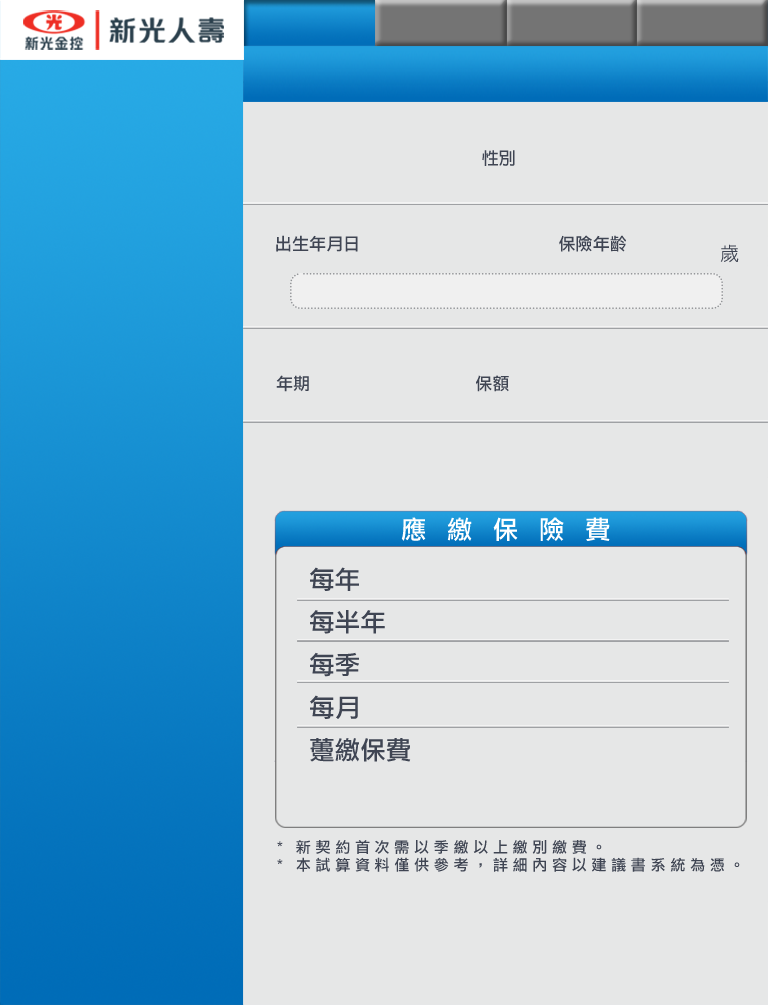 新光金控
新光人壽
性別
出生年月日 保險年齡 歲
年期 保額
應繳保險費
每年
每半年
每季
每月
躉繳保費
* 新契約首次需以季繳以上繳別繳費。
* 本試算資料僅供參考，詳細內容以建議書系統為憑。